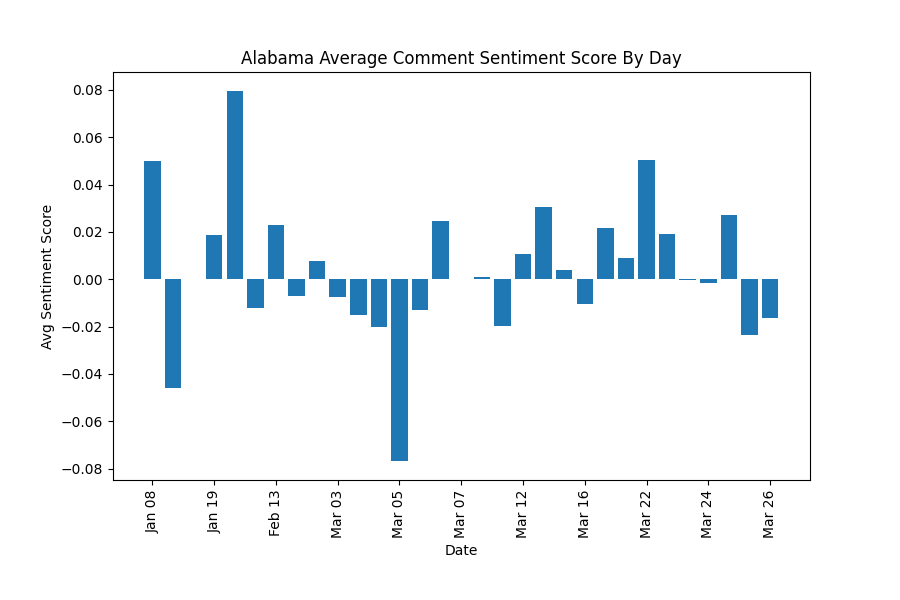 Alabama Average Comment Sentiment Score By Day
0.08
0.06
0.04
0.02
0.00
−0.02
−0.04
−0.06
−0.08
Avg Sentiment Score
Jan 08
Jan 19
Feb 13
Mar 03
Mar 05
Mar 07
Mar 12
Mar 16
Mar 22
Mar 24
Mar 26
Date